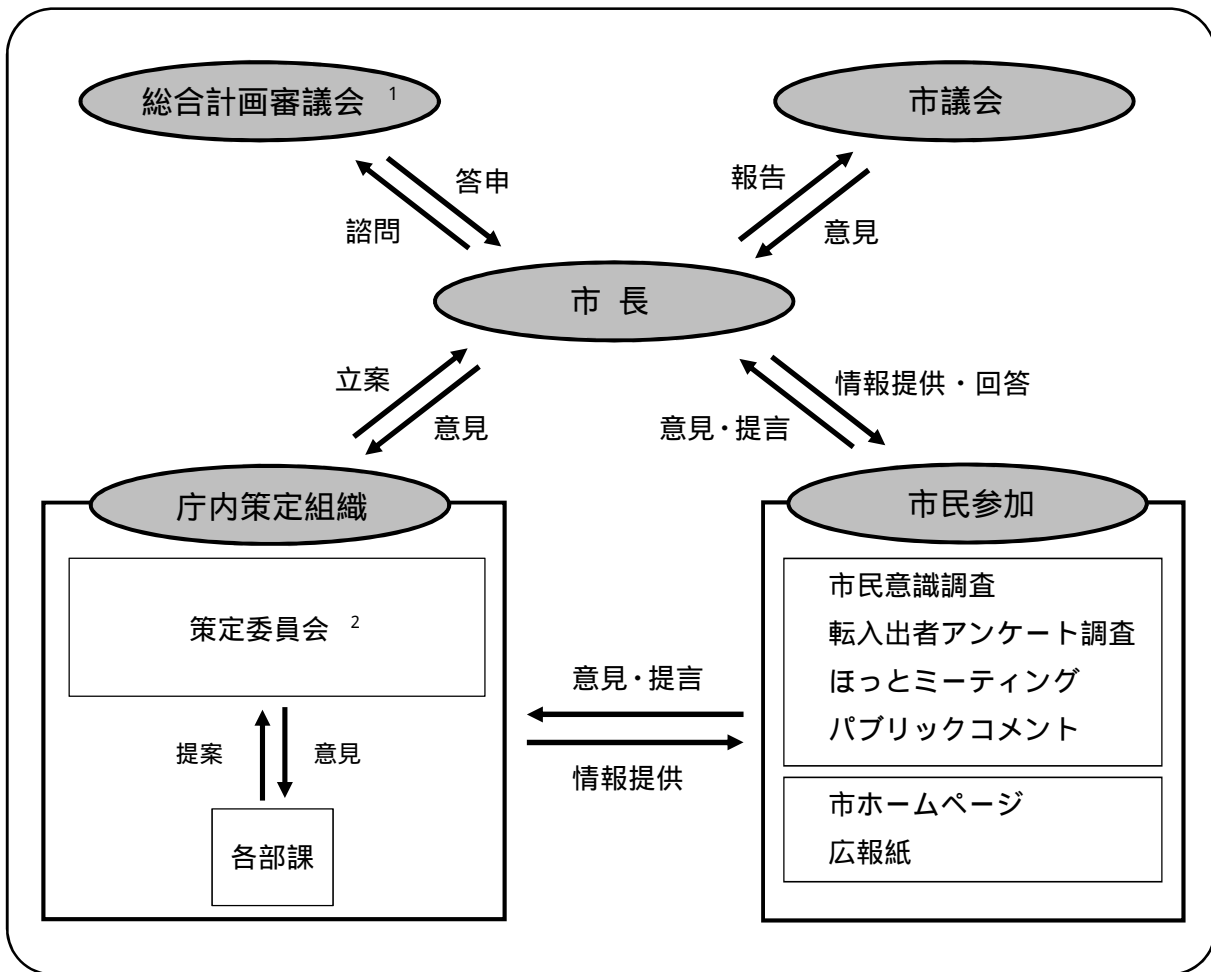 総合計画審議会 1
市議会
答申
諮問
報告
意見
市 長
立案
意見
情報提供・回答
意見・提言
庁内策定組織
市民参加
策定委員会 2
提案
意見
各部課
意見・提言
情報提供
市民意識調査
転入出者アンケート調査
ほっとミーティング
パブリックコメント
市ホームページ
広報紙